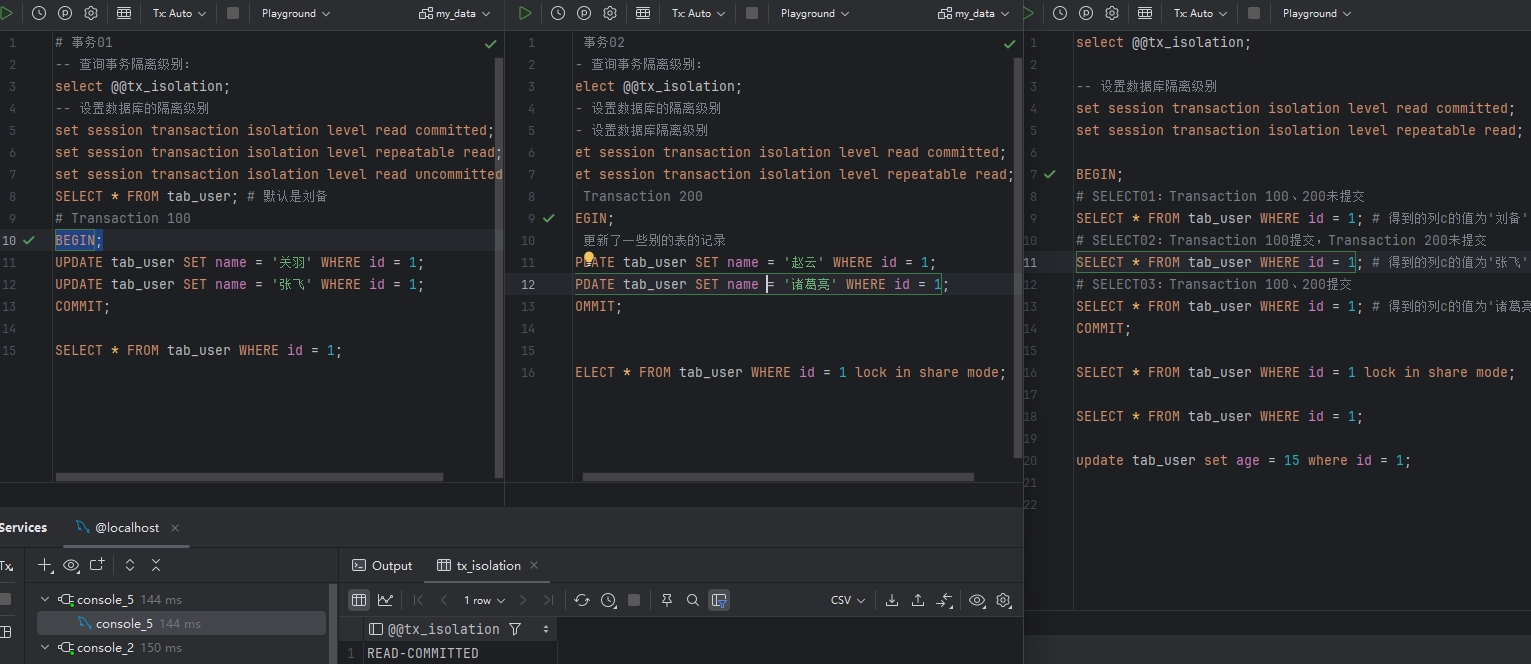 Tx: Auto Playground my_data
1 # 事务01
2 -- 查询事务隔离级别：
3 select @@tx_isolation;
4 -- 设置数据库的隔离级别
5 set session transaction isolation level read committed;
6 set session transaction isolation level repeatable read;
7 set session transaction isolation level read uncommitted
8 SELECT * FROM tab_user; # 默认是刘备
9 # Transaction 100
10 BEGIN;
11 UPDATE tab_user SET name = '关羽' WHERE id = 1;
12 UPDATE tab_user SET name = '张飞' WHERE id = 1;
13 COMMIT;
14
15 SELECT * FROM tab_user WHERE id = 1;
Tx: Auto Playground my_data
1 事务02
2 - 查询事务隔离级别：
3 elect @@tx_isolation;
4 - 设置数据库的隔离级别
5 - 设置数据库隔离级别
6 et session transaction isolation level read committed;
7 et session transaction isolation level repeatable read;
8 Transaction 200
9 EGIN;
10 更新了一些别的表的记录
11 PDATE tab_user SET name = '赵云' WHERE id = 1;
12 PDATE tab_user SET name = '诸葛亮' WHERE id = 1;
13 OMMIT;
14
15
16 ELECT * FROM tab_user WHERE id = 1 lock in share mode;
Tx: Auto Playground
1 select @@tx_isolation;
2
3 -- 设置数据库隔离级别
4 set session transaction isolation level read committed;
5 set session transaction isolation level repeatable read;
6
7 BEGIN;
8 # SELECT01：Transaction 100、200未提交
9 SELECT * FROM tab_user WHERE id = 1; # 得到的列c的值为'刘备'
10 # SELECT02：Transaction 100提交，Transaction 200未提交
11 SELECT * FROM tab_user WHERE id = 1; # 得到的列c的值为'张飞'
12 # SELECT03：Transaction 100、200提交
13 SELECT * FROM tab_user WHERE id = 1; # 得到的列c的值为'诸葛亮
14 COMMIT;
15
16 SELECT * FROM tab_user WHERE id = 1 lock in share mode;
17
18 SELECT * FROM tab_user WHERE id = 1;
19
20 update tab_user set age = 15 where id = 1;
21
22
Services @localhost
Tx
console_5 144 ms
console_5 144 ms
console_2 150 ms
Output tx_isolation
1 row CSV
@@tx_isolation
1 READ-COMMITTED